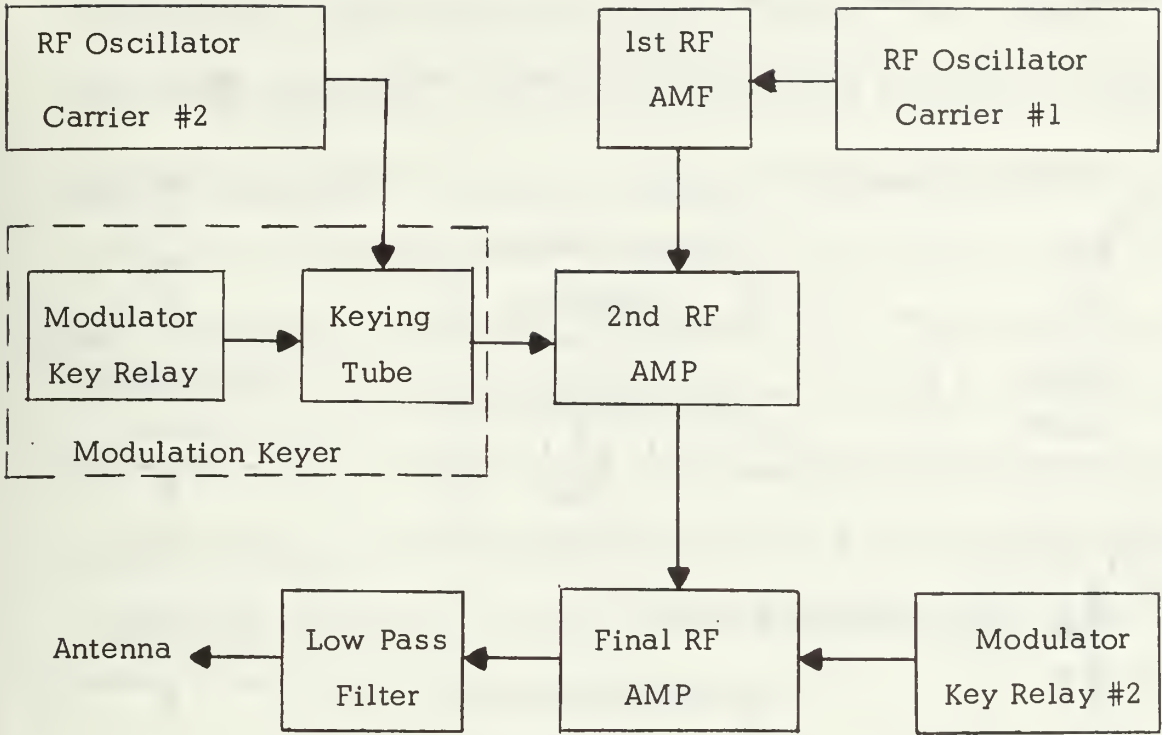 RF Oscillator
Carrier #2
1st RF
AMF
RF Oscillator
Carrier #1
Modulator
Key Relay
Keying
Tube
2nd RF
AMP
Modulation Keyer
Antenna
Low Pass
Filter
Final RF
AMP
Modulator
Key Relay #2